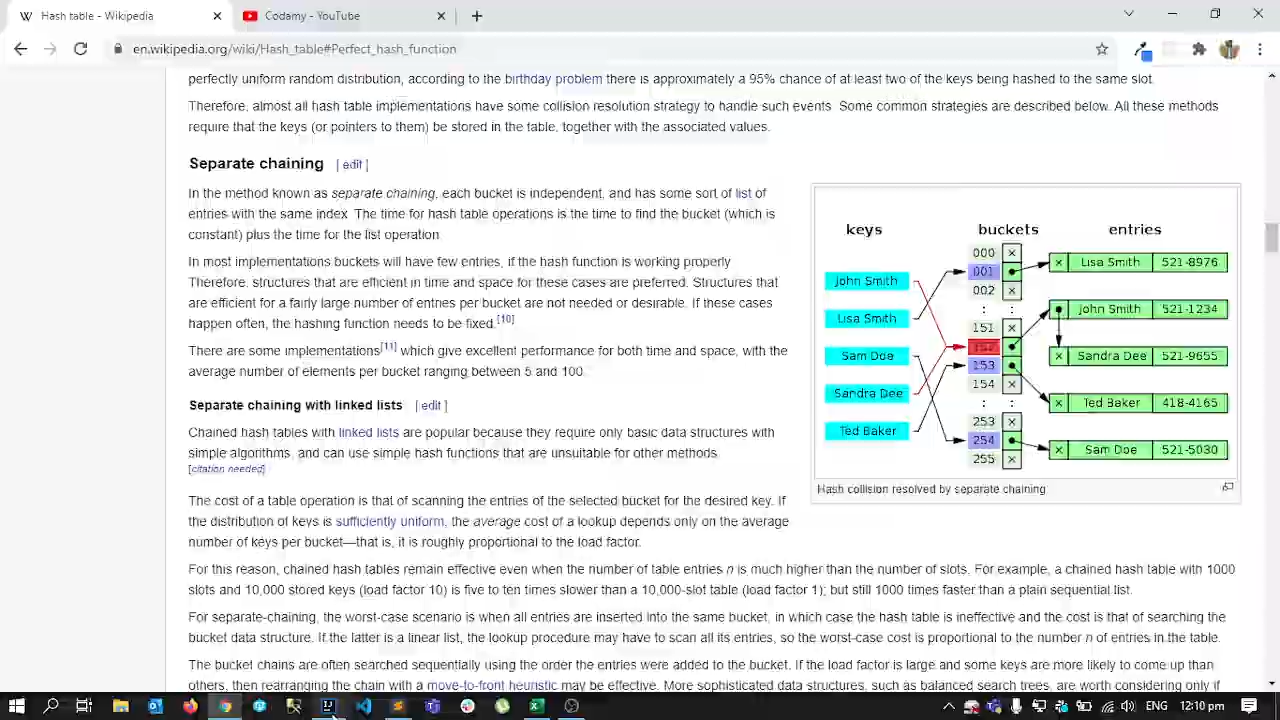 Hash table - Wikipedia
Codamy - YouTube
en.wikipedia.org/wiki/Hash_table#Perfect_hash_function
perfectly uniform random distribution, according to the birthday problem there is approximately a 95% chance of at least two of the keys being hashed to the same slot.
Therefore, almost all hash table implementations have some collision resolution strategy to handle such events. Some common strategies are described below. All these methods
require that the keys (or pointers to them) be stored in the table, together with the associated values.
Separate chaining [ edit ]
In the method known as separate chaining, each bucket is independent, and has some sort of list of
entries with the same index. The time for hash table operations is the time to find the bucket (which is
constant) plus the time for the list operation.
In most implementations buckets will have few entries, if the hash function is working properly.
Therefore, structures that are efficient in time and space for these cases are preferred. Structures that
are efficient for a fairly large number of entries per bucket are not needed or desirable. If these cases
happen often, the hashing function needs to be fixed.[10]
There are some implementations[11] which give excellent performance for both time and space, with the
average number of elements per bucket ranging between 5 and 100.
Separate chaining with linked lists [ edit ]
Chained hash tables with linked lists are popular because they require only basic data structures with
simple algorithms, and can use simple hash functions that are unsuitable for other methods.
[citation needed]
The cost of a table operation is that of scanning the entries of the selected bucket for the desired key. If
the distribution of keys is sufficiently uniform, the average cost of a lookup depends only on the average
number of keys per bucket—that is, it is roughly proportional to the load factor.
keys buckets entries
John Smith
Lisa Smith
Sam Doe
Sandra Dee
Ted Baker
000 ×
001
002 ×
: :
151 ×
153
154 ×
: :
253 ×
254
255 ×
× Lisa Smith 521-8976
John Smith 521-1234
× Sandra Dee 521-9655
× Ted Baker 418-4165
× Sam Doe 521-5030
Hash collision resolved by separate chaining
For this reason, chained hash tables remain effective even when the number of table entries n is much higher than the number of slots. For example, a chained hash table with 1000
slots and 10,000 stored keys (load factor 10) is five to ten times slower than a 10,000-slot table (load factor 1); but still 1000 times faster than a plain sequential list.
For separate-chaining, the worst-case scenario is when all entries are inserted into the same bucket, in which case the hash table is ineffective and the cost is that of searching the
bucket data structure. If the latter is a linear list, the lookup procedure may have to scan all its entries, so the worst-case cost is proportional to the number n of entries in the table.
The bucket chains are often searched sequentially using the order the entries were added to the bucket. If the load factor is large and some keys are more likely to come up than
others, then rearranging the chain with a move-to-front heuristic may be effective. More sophisticated data structures, such as balanced search trees, are worth considering only if
ENG 12:10 pm